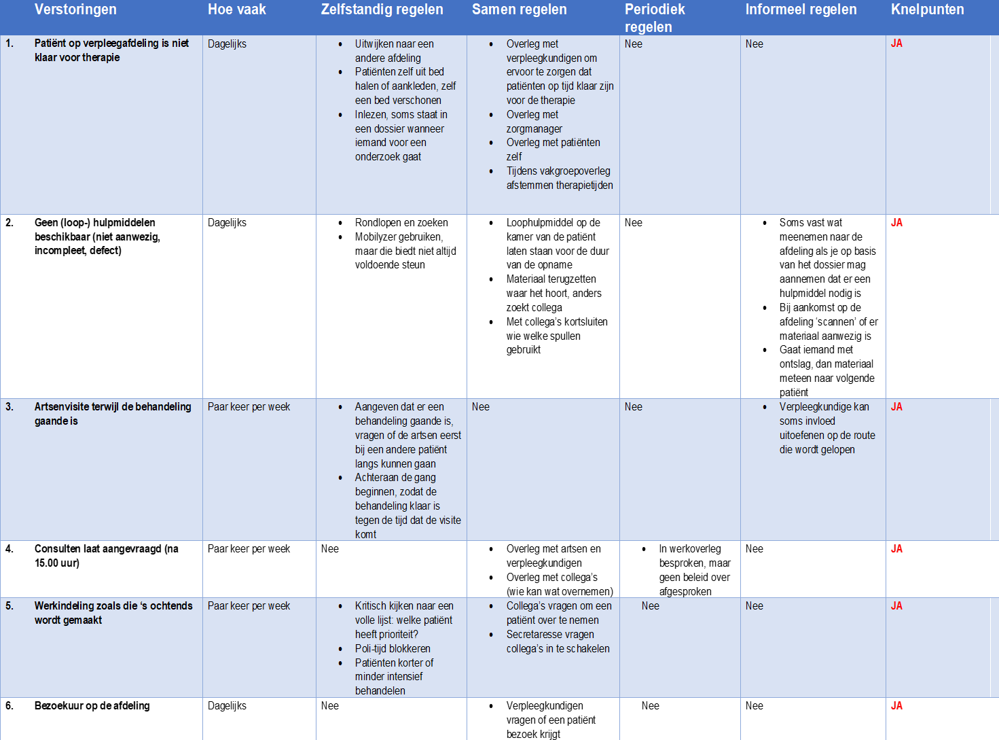 Verstoringen
Hoe vaak
Zelfstandig regelen
Samen regelen
Periodiek
regelen
Informeel regelen
Knelpunten
1. Patiënt op verpleegafdeling is niet
klaar voor therapie
Dagelijks
• Uitwijken naar een
andere afdeling
• Patiënten zelf uit bed
halen of aankleden, zelf
een bed verschonen
• Inlezen, soms staat in
een dossier wanneer
iemand voor een
onderzoek gaat
• Overleg met
verpleegkundigen om
ervoor te zorgen dat
patiënten op tijd klaar zijn
voor de therapie
• Overleg met
zorgmanager
• Overleg met patiënten
zelf
• Tijdens vakgroepoverleg
afstemmen therapietijden
Nee
Nee
JA
2. Geen (loop-) hulpmiddelen
beschikbaar (niet aanwezig,
incompleet, defect)
Dagelijks
• Rondlopen en zoeken
• Mobilyzer gebruiken,
maar die biedt niet altijd
voldoende steun
• Loophulpmiddel op de
kamer van de patiënt
laten staan voor de duur
van de opname
• Materiaal terugzetten
waar het hoort, anders
zoekt collega
• Met collega’s kortsluiten
wie welke spullen
gebruikt
Nee
• Soms vast wat
meenemen naar de
afdeling als je op basis
van het dossier mag
aannemen dat er een
hulpmiddel nodig is
• Bij aankomst op de
afdeling ‘scannen’ of er
materiaal aanwezig is
• Gaat iemand met
ontslag, dan materiaal
meteen naar volgende
patiënt
JA
3. Artsenvisite terwijl de behandeling
gaande is
Paar keer per week
• Aangeven dat er een
behandeling gaande is,
vragen of de artsen eerst
bij een andere patiënt
langs kunnen gaan
• Achteraan de gang
beginnen, zodat de
behandeling klaar is
tegen de tijd dat de visite
komt
Nee
Nee
• Verpleegkundige kan
soms invloed
uitoefenen op de route
die wordt gelopen
JA
4. Consulten laat aangevraagd (na
15.00 uur)
Paar keer per week
Nee
• Overleg met artsen en
verpleegkundigen
• Overleg met collega’s
(wie kan wat overnemen)
• In werkoverleg
besproken, maar
geen beleid over
afgesproken
Nee
JA
5. Werkindeling zoals die ‘s ochtends
wordt gemaakt
Paar keer per week
• Kritisch kijken naar een
volle lijst: welke patiënt
heeft prioriteit?
• Poli-tijd blokkeren
• Patiënten korter of
minder intensief
behandelen
• Collega’s vragen om een
patiënt over te nemen
• Secretaresse vragen
collega’s in te schakelen
Nee
Nee
JA
6. Bezoekuur op de afdeling
Dagelijks
Nee
• Verpleegkundigen
vragen of een patiënt
bezoek krijgt
Nee
Nee
JA